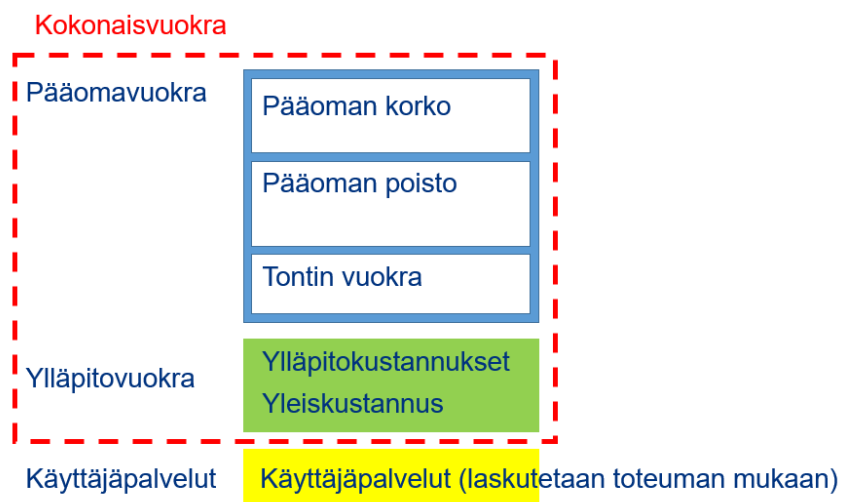 Kokonaisvuokra
Pääomavuokra
Pääoman korko
Pääoman poisto
Tontin vuokra
Ylläpitovuokra
Ylläpitokustannukset
Yleiskustannus
Käyttäjäpalvelut
Käyttäjäpalvelut (laskutetaan toteuman mukaan)